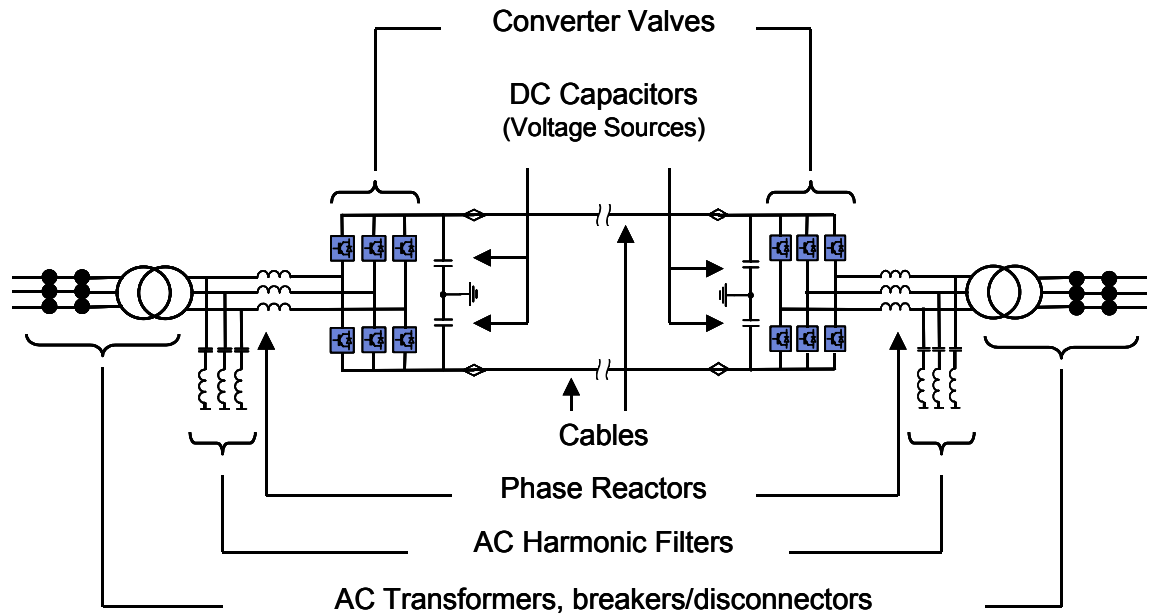 Converter Valves
DC Capacitors
(Voltage Sources)
Cables
Phase Reactors
AC Harmonic Filters
AC Transformers, breakers/disconnectors